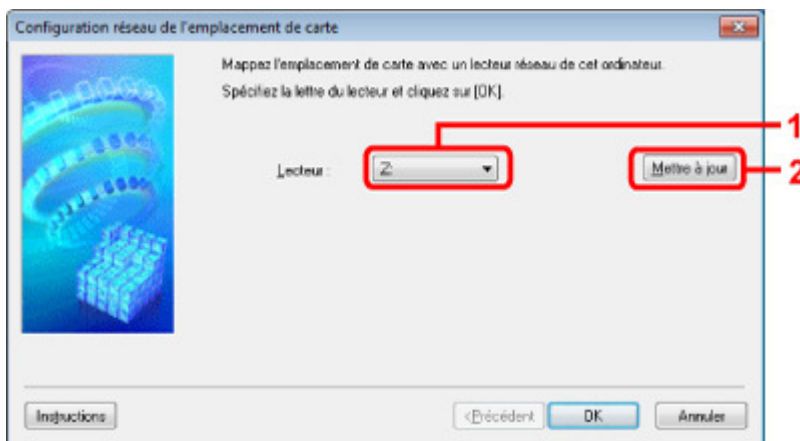 Configuration réseau de l'emplacement de carte
Mappez l'emplacement de carte avec un lecteur réseau de cet ordinateur.
Spécifiez la lettre du lecteur et cliquez sur [OK].
1
Lecteur : Z: Mettre à jour
2
Instructions <Précédent OK Annuler